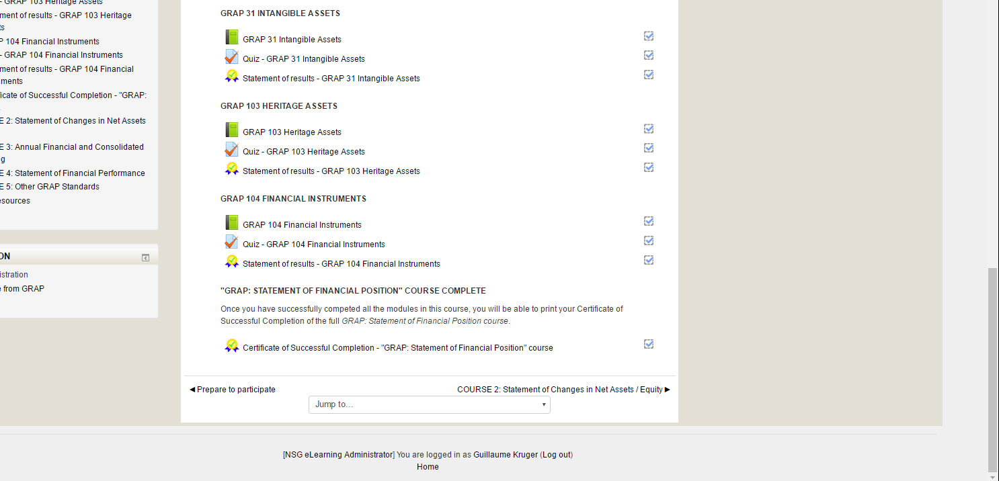 - GRAP 103 Heritage Assets
ment of results - GRAP 103 Heritage
ts
P 104 Financial Instruments
- GRAP 104 Financial Instruments
ment of results - GRAP 104 Financial
ments
ficate of Successful Completion - "GRAP:
.
E 2: Statement of Changes in Net Assets
E 3: Annual Financial and Consolidated
g
E 4: Statement of Financial Performance
E 5: Other GRAP Standards
esources
ON
istration
e from GRAP
GRAP 31 INTANGIBLE ASSETS
GRAP 31 Intangible Assets
Quiz - GRAP 31 Intangible Assets
Statement of results - GRAP 31 Intangible Assets
GRAP 103 HERITAGE ASSETS
GRAP 103 Heritage Assets
Quiz - GRAP 103 Heritage Assets
Statement of results - GRAP 103 Heritage Assets
GRAP 104 FINANCIAL INSTRUMENTS
GRAP 104 Financial Instruments
Quiz - GRAP 104 Financial Instruments
Statement of results - GRAP 104 Financial Instruments
"GRAP: STATEMENT OF FINANCIAL POSITION" COURSE COMPLETE
Once you have successfully competed all the modules in this course, you will be able to print your Certificate of
Successful Completion of the full GRAP: Statement of Financial Position course.
Certificate of Successful Completion - "GRAP: Statement of Financial Position" course
◀ Prepare to participate
COURSE 2: Statement of Changes in Net Assets / Equity ▶
Jump to...
[NSG eLearning Administrator] You are logged in as Guillaume Kruger (Log out)
Home